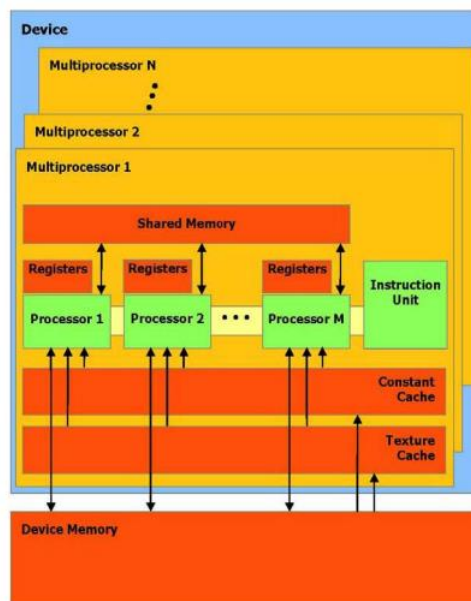 Device
Multiprocessor N
Multiprocessor 2
Multiprocessor 1
Shared Memory
Registers
Registers
Registers
Instruction
Unit
Processor 1
Processor 2
Processor M
Constant
Cache
Texture
Cache
Device Memory